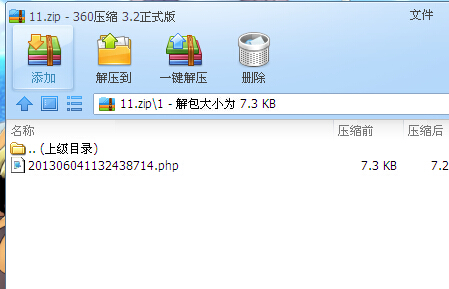 11.zip - 360压缩 3.2正式版 文件
添加 解压到 一键解压 删除
11.zip\1 - 解包大小为 7.3 KB
名称 压缩前 压缩后
.. (上级目录)
201306041132438714.php 7.3 KB 7.2